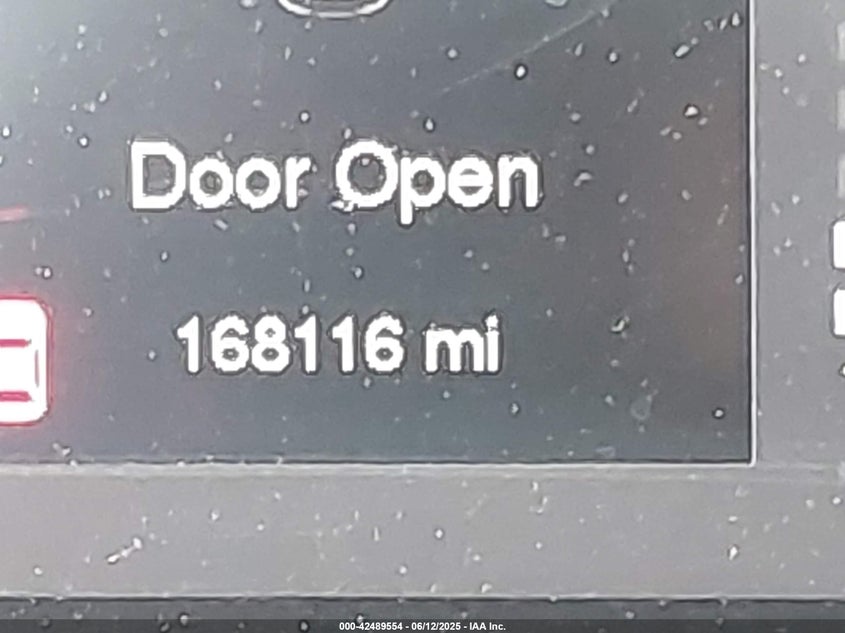 Door Open
168116 mi
000-42489554 - 06/12/2025 - IAA Inc.